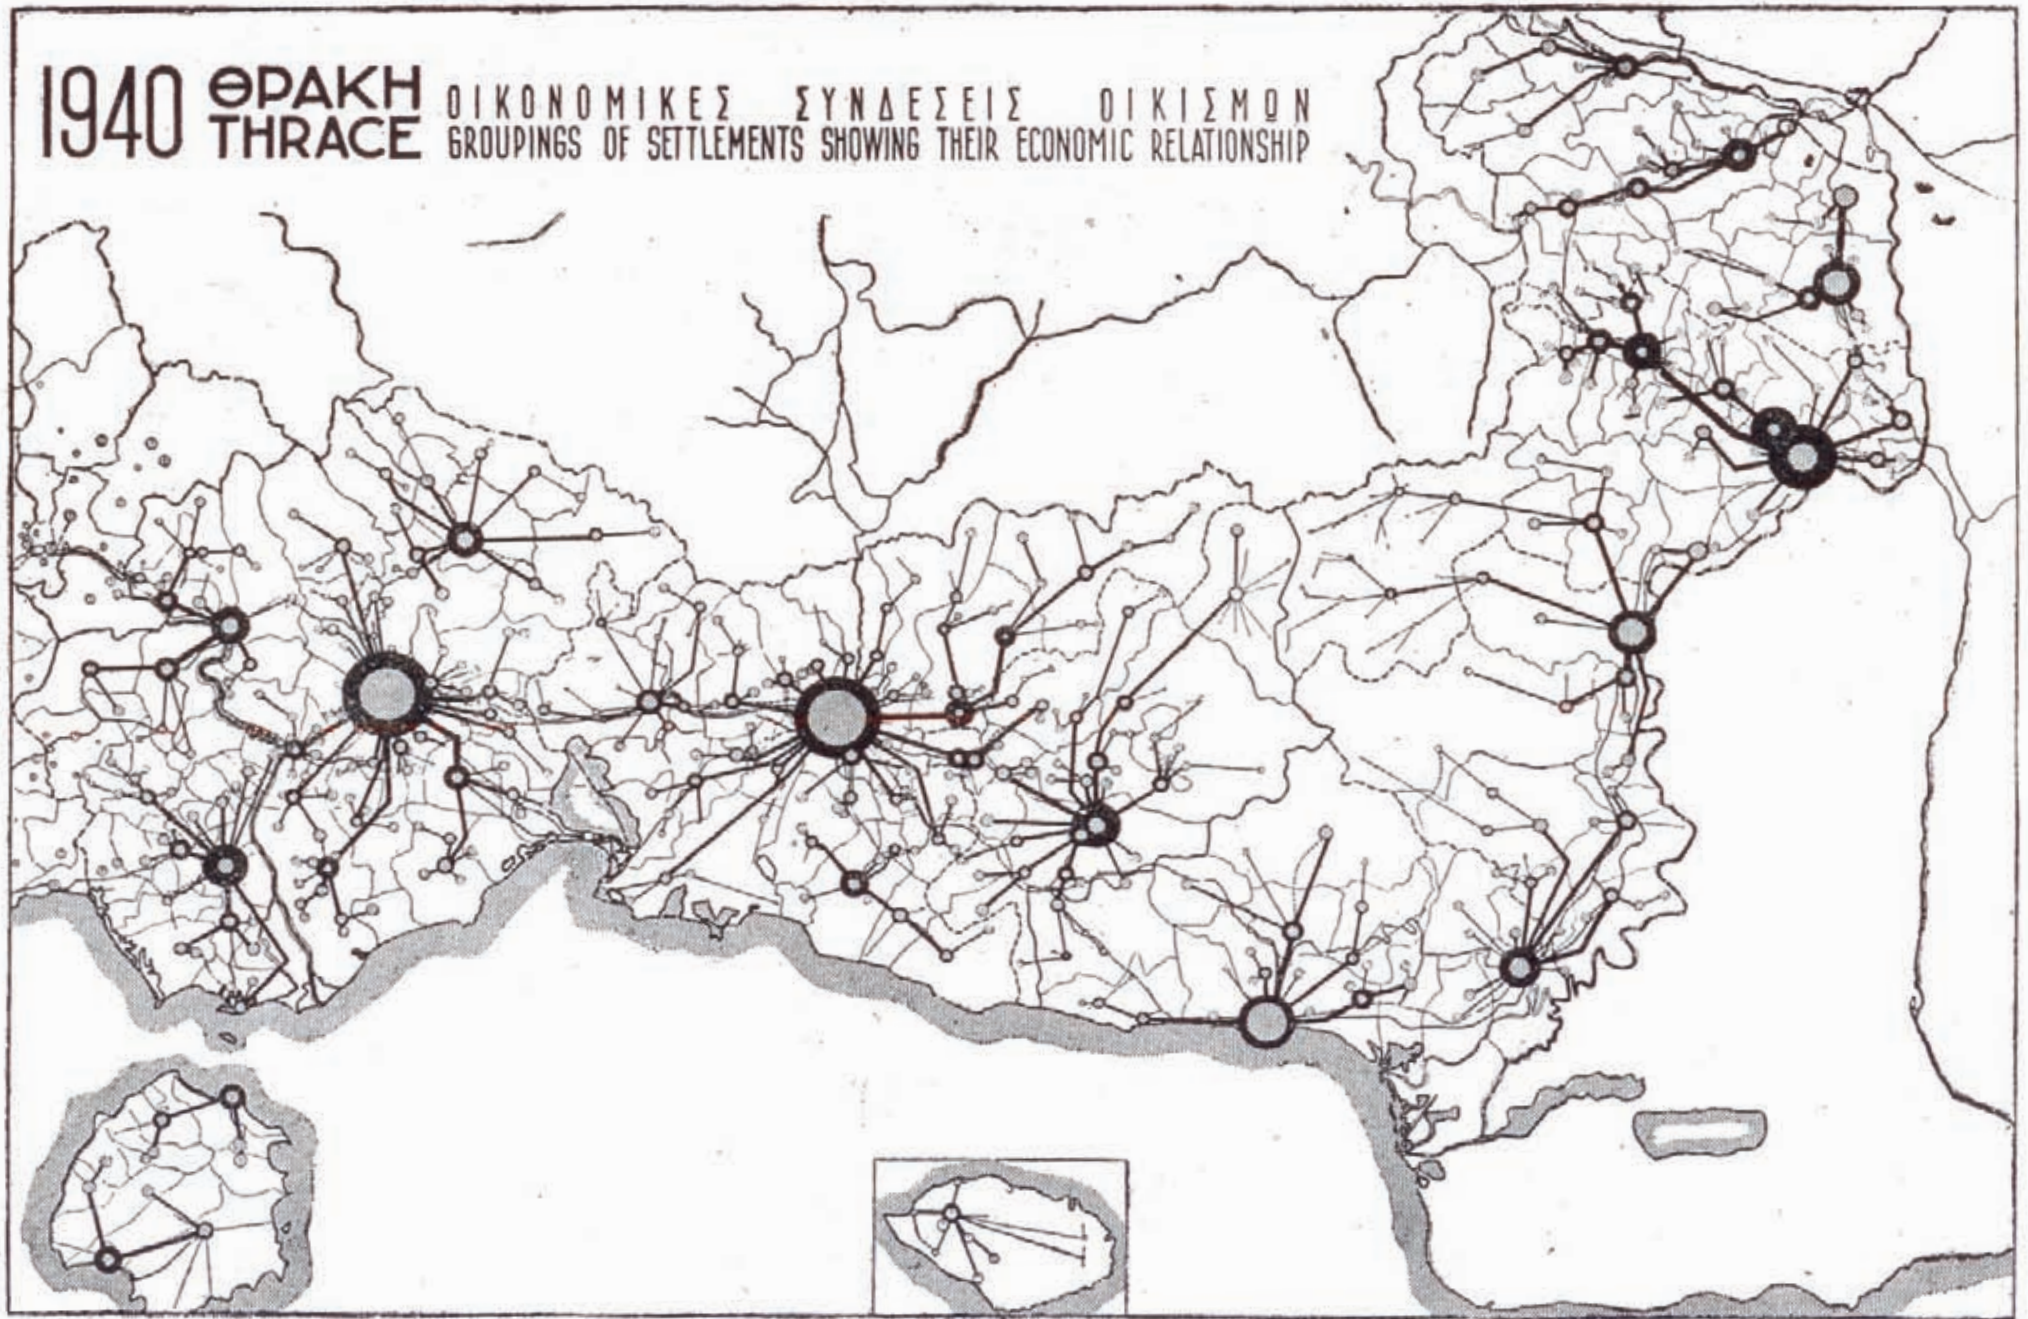 1940 ΘΡΑΚΗ
THRACE
ΟΙΚΟΝΟΜΙΚΕΣ ΣΥΝΔΕΣΕΙΣ ΟΙΚΙΣΜΩΝ
GROUPINGS OF SETTLEMENTS SHOWING THEIR ECONOMIC RELATIONSHIP